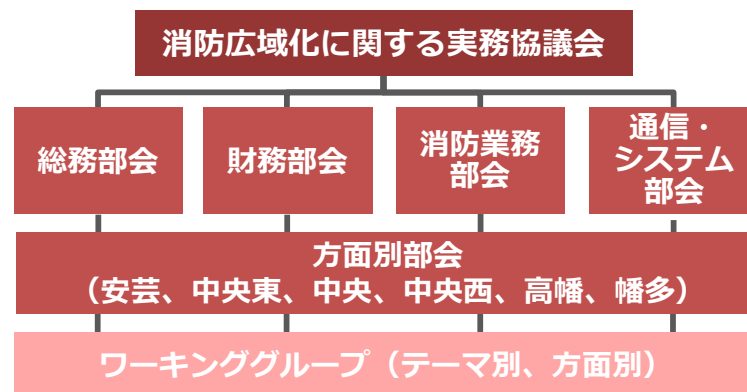 消防広域化に関する実務協議会
総務部会
財務部会
消防業務
部会
通信・
システム
部会
方面別部会
（安芸、中央東、中央、中央西、高幡、幡多）
ワーキンググループ（テーマ別、方面別）